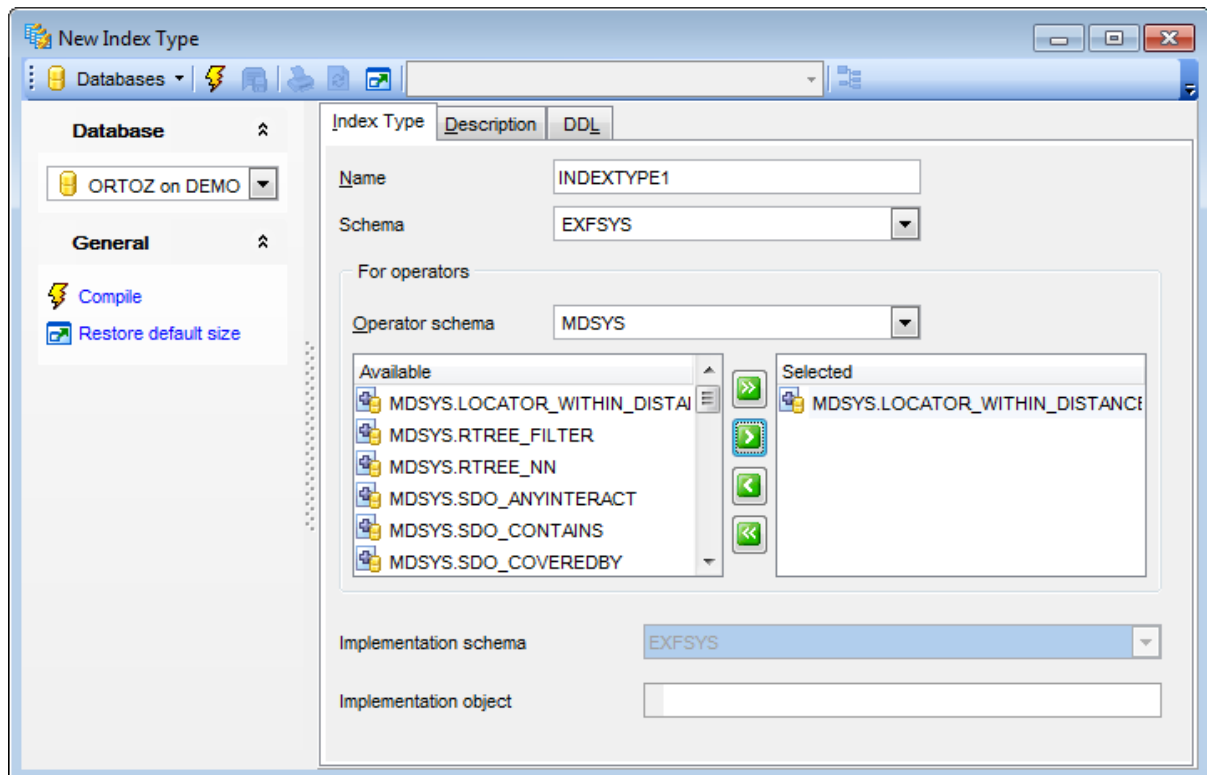 New Index Type
Databases
Database
ORTOZ on DEMO
General
Compile
Restore default size
Index Type Description DDL
Name INDEXTYPE1
Schema EXFSYS
For operators
Operator schema MDSYS
Available
MDSYS.LOCATOR_WITHIN_DISTA
MDSYS.RTREE_FILTER
MDSYS.RTREE_NN
MDSYS.SDO_ANYINTERACT
MDSYS.SDO_CONTAINS
MDSYS.SDO_COVEREDBY
Selected
MDSYS.LOCATOR_WITHIN_DISTANCE
Implementation schema EXFSYS
Implementation object